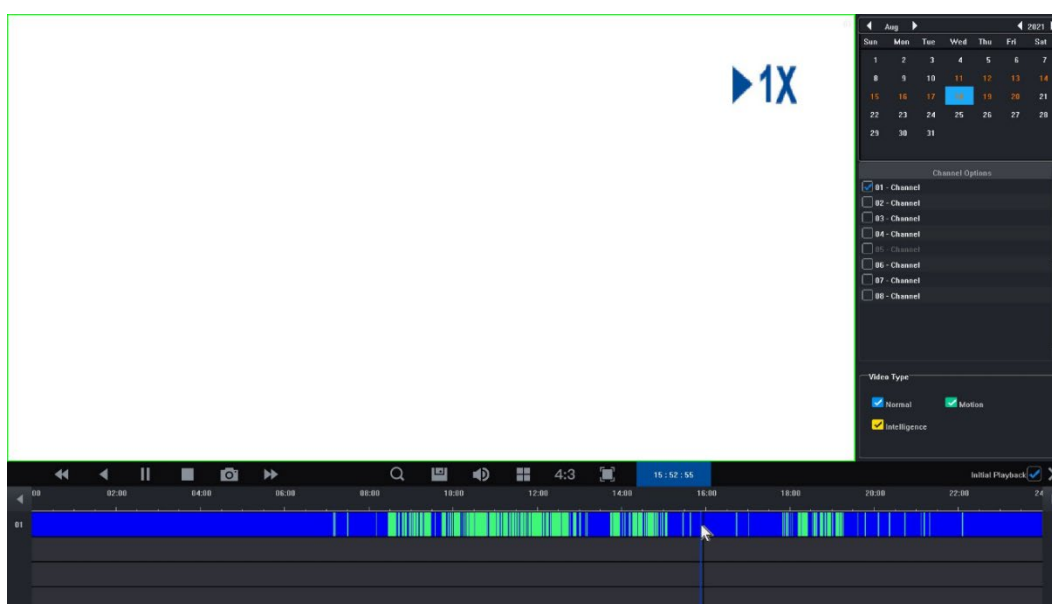 1X
Aug 2021
Sun Mon Tue Wed Thu Fri Sat
1 2 3 4 5 6 7
8 9 10 11 12 13 14
15 16 17 18 19 20 21
22 23 24 25 26 27 28
29 30 31
Channel Options
01 - Channel
02 - Channel
03 - Channel
04 - Channel
05 - Channel
06 - Channel
07 - Channel
08 - Channel
Video Type
Normal Motion
Intelligence
4:3 15:52:55 Initial Playback
00 02:00 04:00 06:00 08:00 10:00 12:00 14:00 16:00 18:00 20:00 22:00 24
01